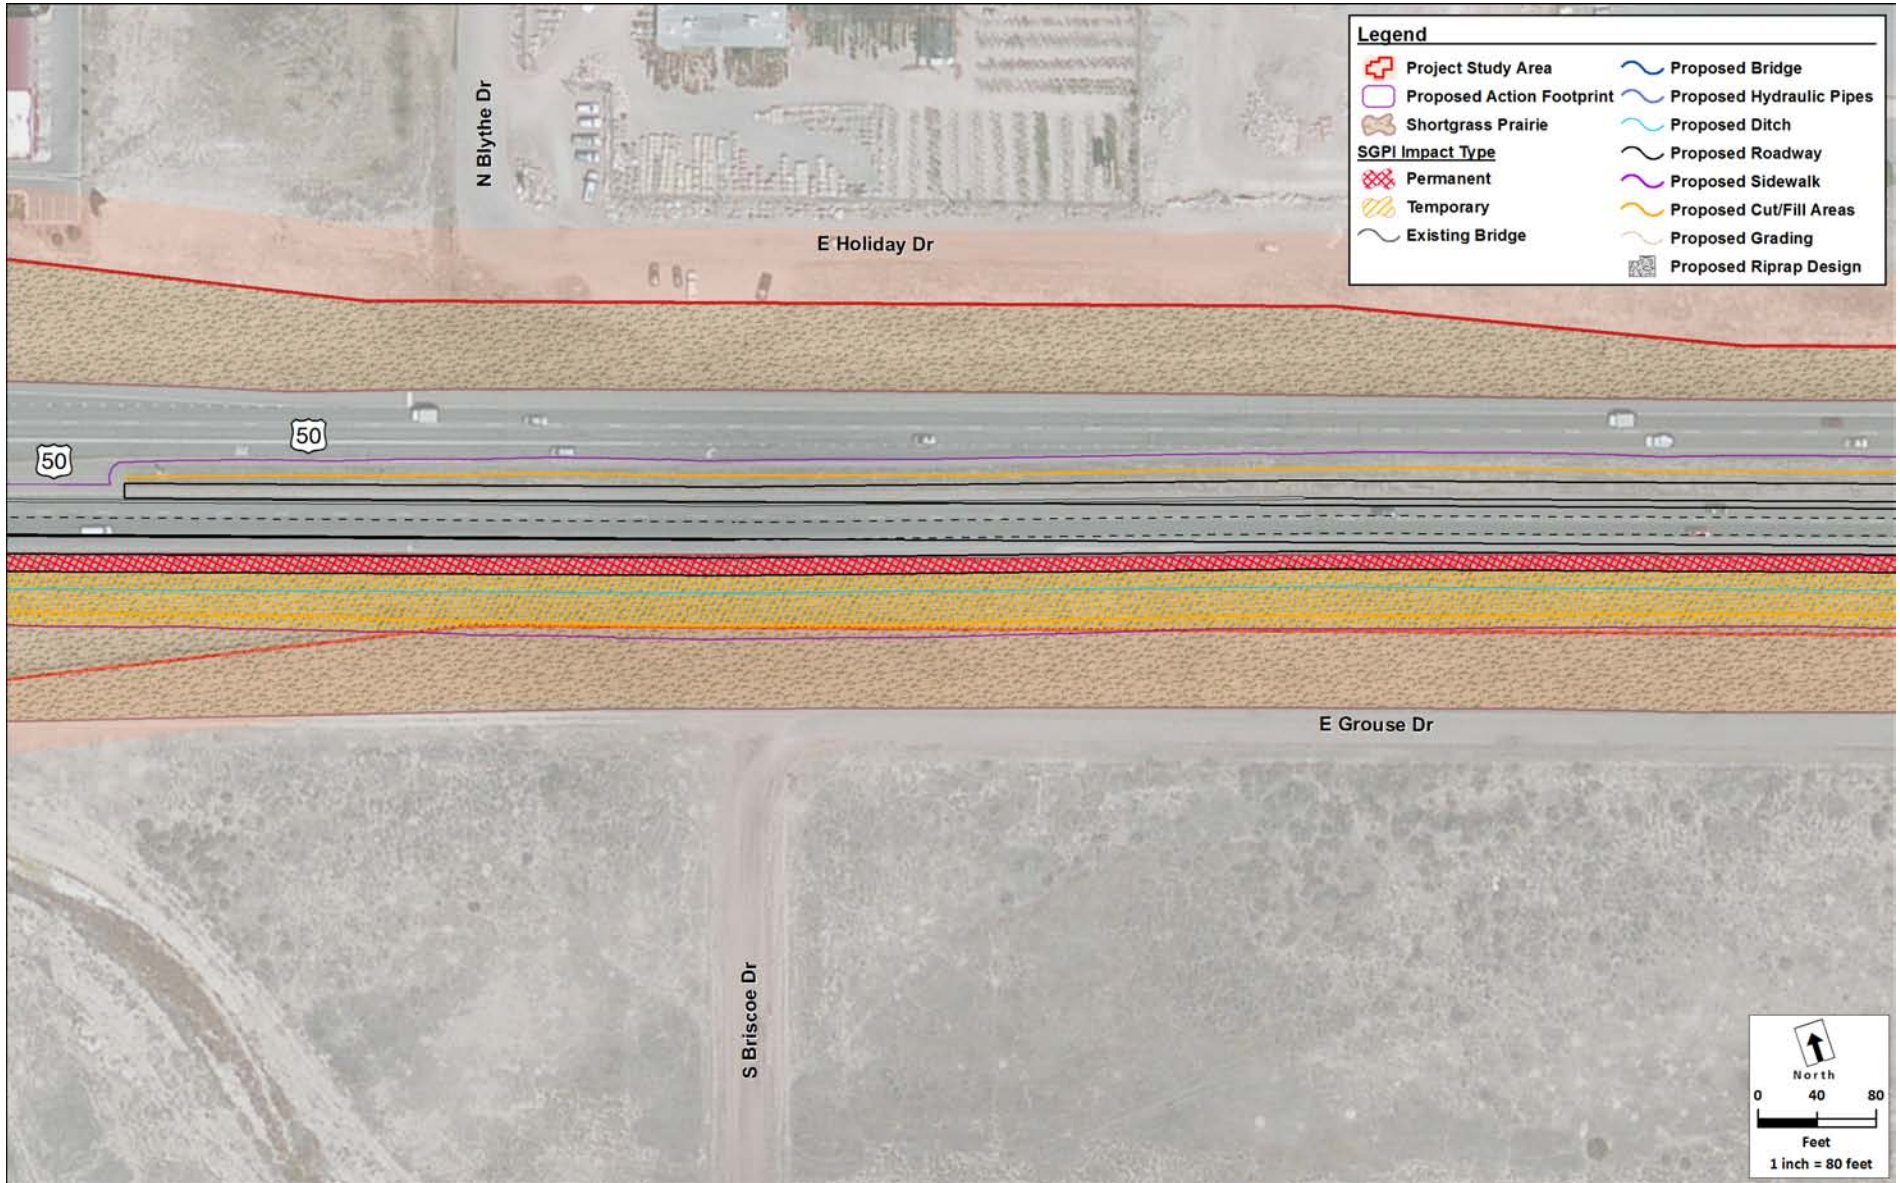 Legend
Project Study Area
Proposed Action Footprint
Shortgrass Prairie
SGPI Impact Type
Permanent
Temporary
Existing Bridge
Proposed Bridge
Proposed Hydraulic Pipes
Proposed Ditch
Proposed Roadway
Proposed Sidewalk
Proposed Cut/Fill Areas
Proposed Grading
Proposed Riprap Design
N Blythe Dr
E Holiday Dr
50
50
E Grouse Dr
S Briscoe Dr
North
0 40 80
Feet
1 inch = 80 feet